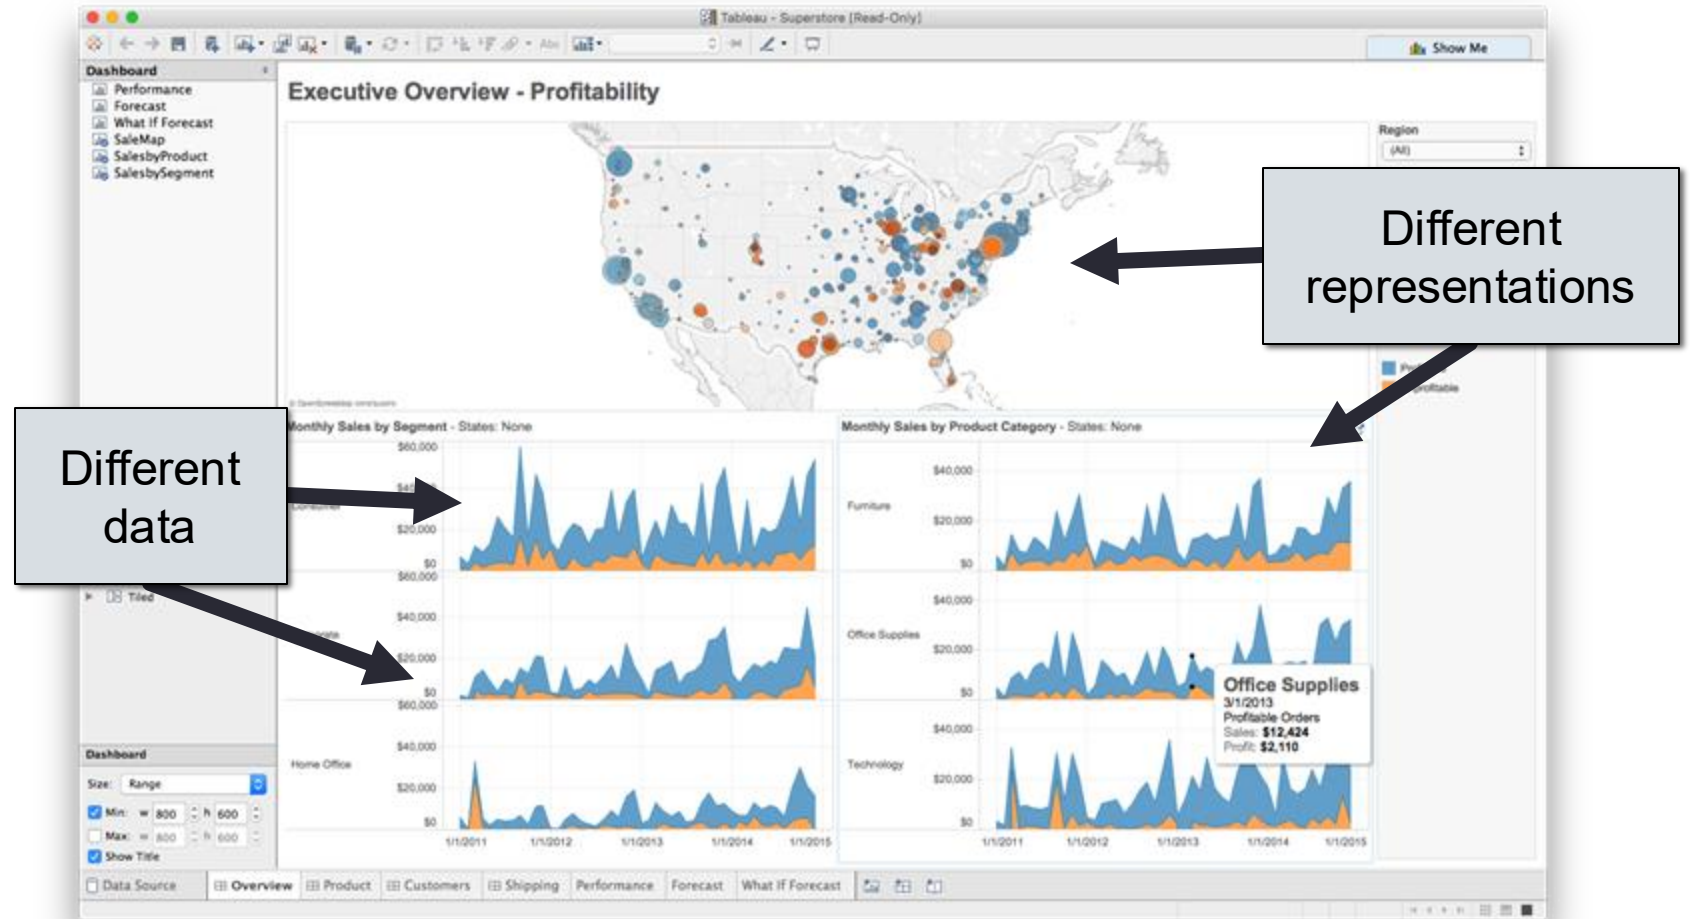 Tableau - Superstore [Read-Only]
Abc
Show Me
Dashboard
Performance
Forecast
What If Forecast
SaleMap
SalesbyProduct
SalesbySegment
Executive Overview - Profitability
Region
(All)
Different
representations
© OpenStreetMap contributors
Monthly Sales by Segment - States: None
Monthly Sales by Product Category - States: None
Different
data
$60,000
$20,000
$0
$60,000
$40,000
$20,000
$0
$60,000
Home Office
$40,000
$20,000
$0
1/1/2011
1/1/2012
1/1/2013
1/1/2014
1/1/2015
Furniture
$40,000
$20,000
$0
Office Supplies
$40,000
$20,000
$0
Technology
$40,000
$20,000
$0
1/1/2011
1/1/2012
1/1/2013
1/1/2014
1/1/2015
Office Supplies
3/1/2013
Profitable Orders
Sales: $12,424
Profit: $2,110
Tiled
Dashboard
Size: Range
Min: w 800 h 600
Max: w 800 h 600
Show Title
Data Source
Overview
Product
Customers
Shipping
Performance
Forecast
What If Forecast